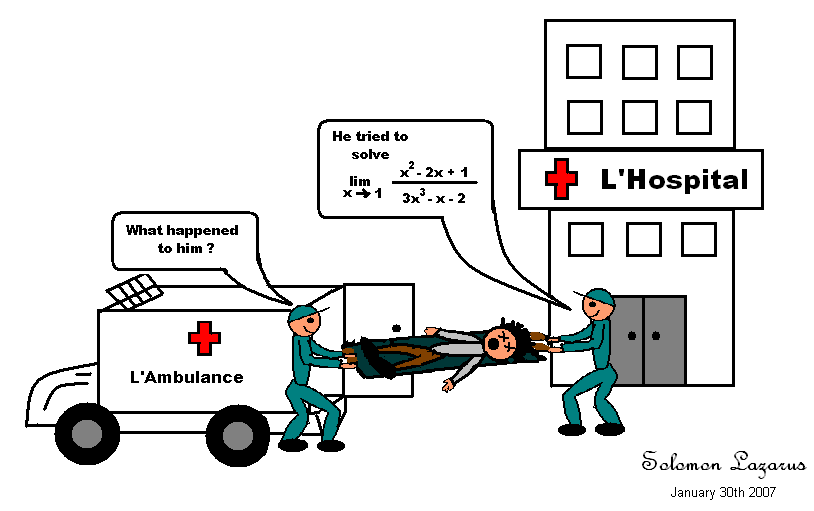 He tried to
solve
lim x² - 2x + 1
x → 1 3x³ - x - 2
L'Hospital
What happened
to him ?
L'Ambulance
Solomon Lazarus
January 30th 2007